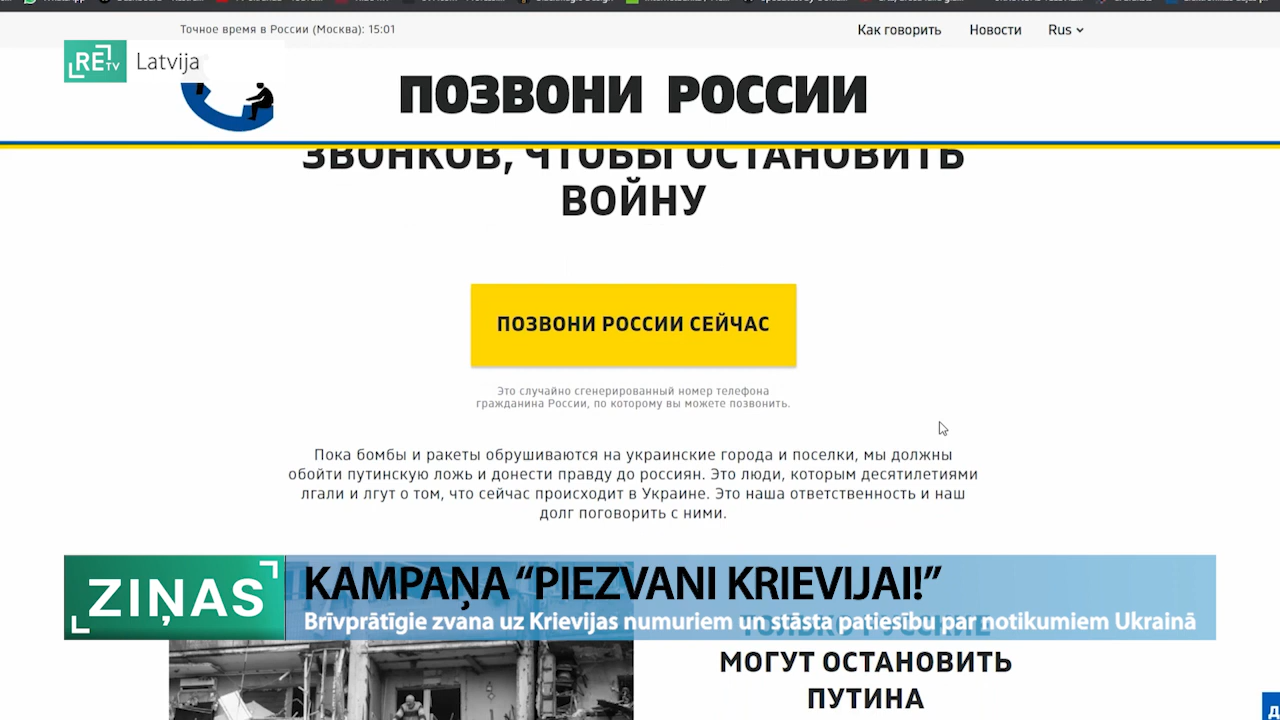 Точное время в России (Москва): 15:01
Как говорить
Новости
Rus
RE TV Latvija
ПОЗВОНИ РОССИИ
ЗВОНКОВ, ЧТОБЫ ОСТАНОВИТЬ
ВОЙНУ
ПОЗВОНИ РОССИИ СЕЙЧАС
Это случайно сгенерированный номер телефона
гражданина России, по которому вы можете позвонить.
Пока бомбы и ракеты обрушиваются на украинские города и поселки, мы должны
обойти путинскую ложь и донести правду до россиян. Это люди, которым десятилетиями
лгали и лгут о том, что сейчас происходит в Украине. Это наша ответственность и наш
долг поговорить с ними.
ZIŅAS
KAMPAŅA “PIEZVANI KRIEVIJAI!”
Brīvprātīgie zvana uz Krievijas numuriem un stāsta patiesību par notikumiem Ukrainā
ТОЛЬКО РУССКИЕ
МОГУТ ОСТАНОВИТЬ
ПУТИНА